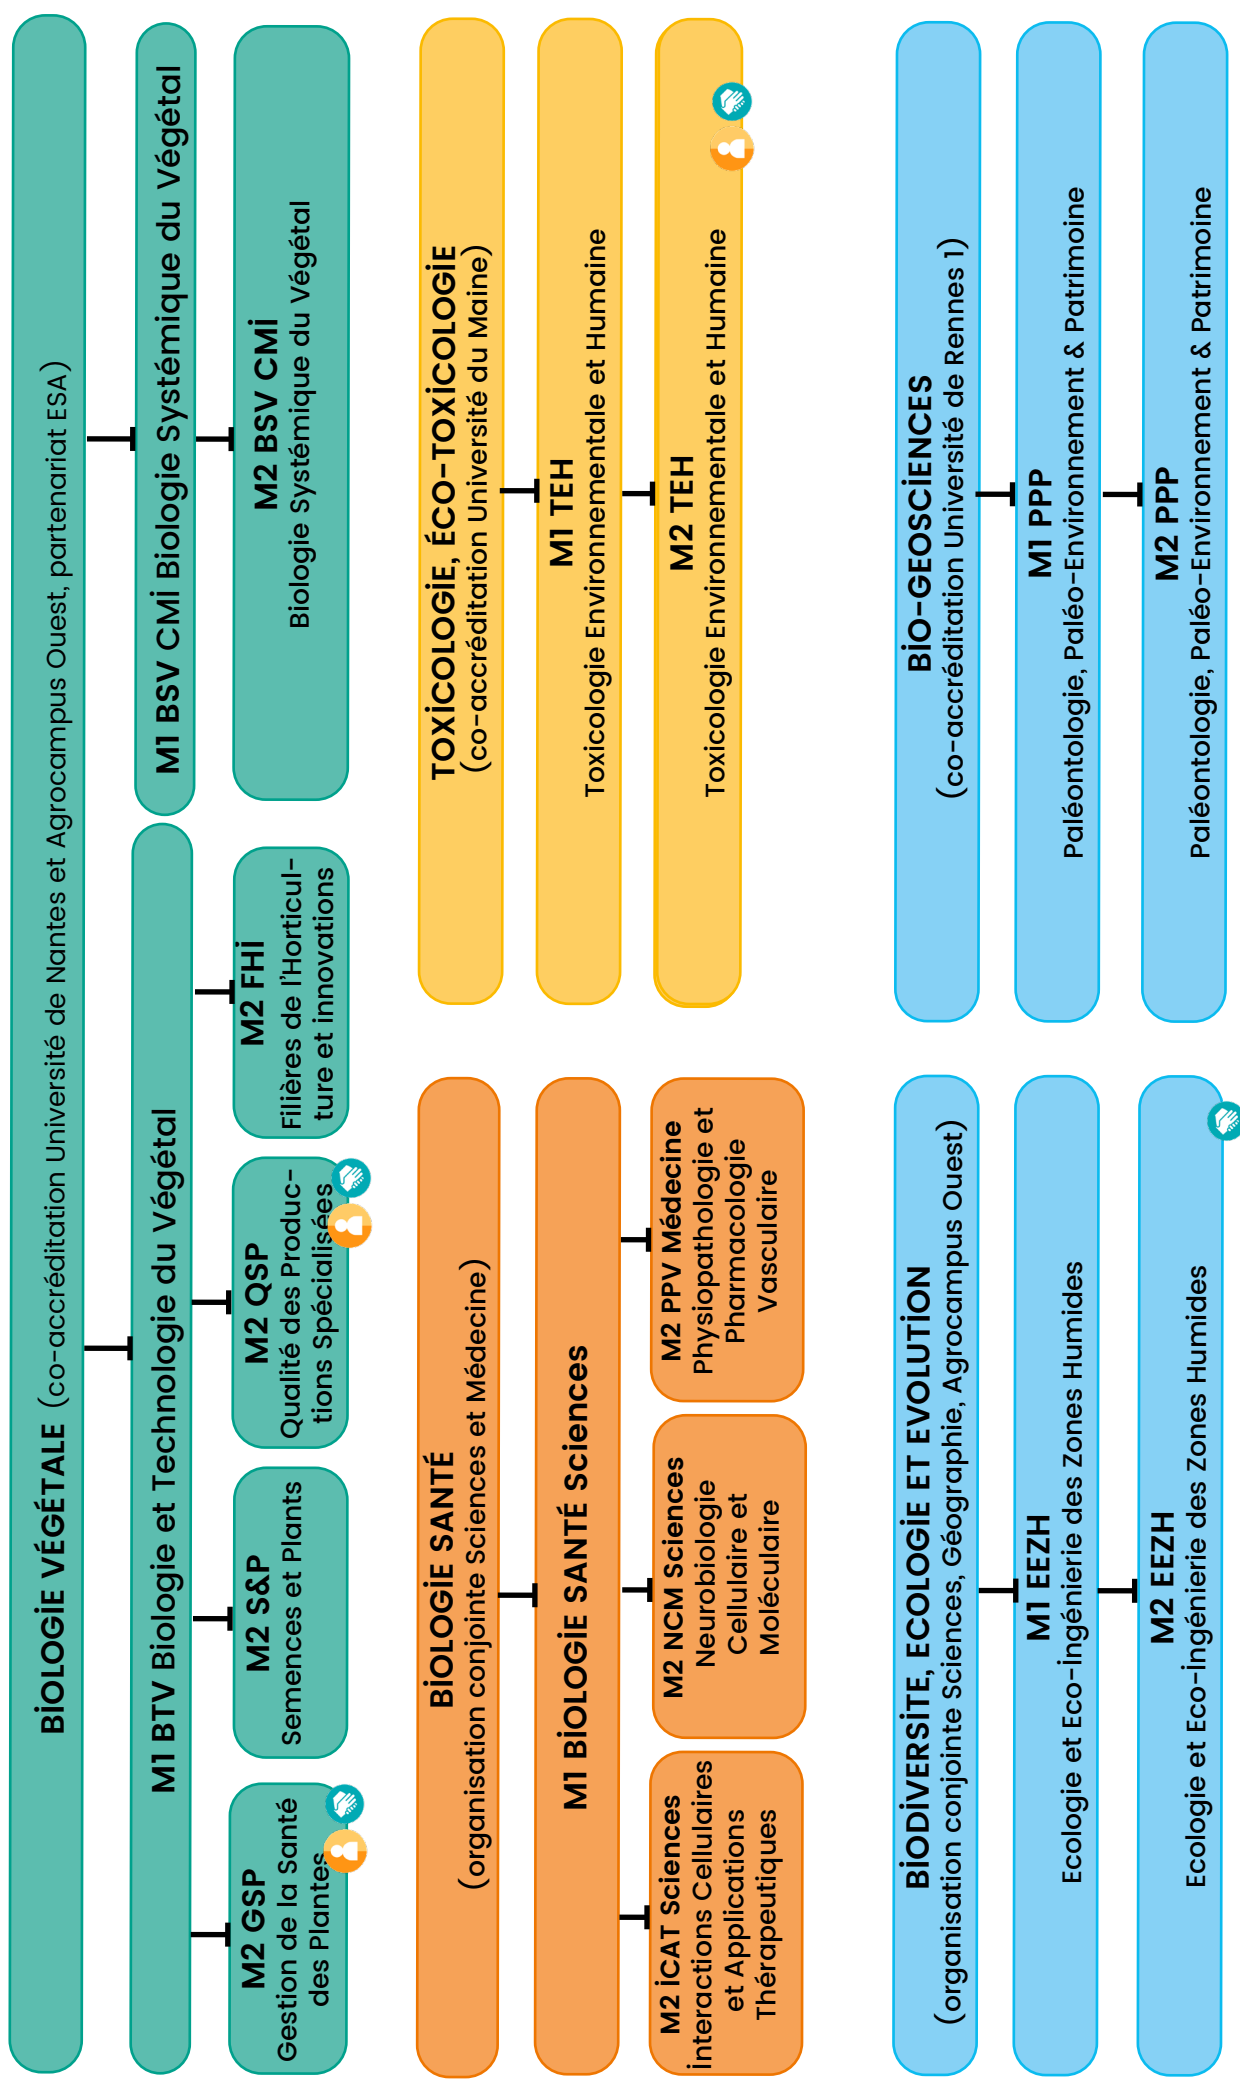 BIOLOGIE VÉGÉTALE (co-accréditation Université de Nantes et Agrocampus Ouest, partenariat ESA)
M1 BTV Biologie et Technologie du Végétal
M1 BSV CMI Biologie Systémique du Végétal
M2 GSP
Gestion de la Santé
des Plantes
M2 S&P
Semences et Plants
M2 QSP
Qualité des Produc-
tions Spécialisées
M2 FHI
Filières de l'Horticul-
ture et innovations
M2 BSV CMI
Biologie Systémique du Végétal
BIOLOGIE SANTÉ
(organisation conjointe Sciences et Médecine)
M1 BIOLOGIE SANTÉ Sciences
M2 ICAT Sciences
Interactions Cellulaires
et Applications
Thérapeutiques
M2 NCM Sciences
Neurobiologie
Cellulaire et
Moléculaire
M2 PPV Médecine
Physiopathologie et
Pharmacologie
Vasculaire
TOXICOLOGIE, ÉCO-TOXICOLOGIE
(co-accréditation Université du Maine)
M1 TEH
Toxicologie Environnementale et Humaine
M2 TEH
Toxicologie Environnementale et Humaine
BIODIVERSITE, ECOLOGIE ET EVOLUTION
(organisation conjointe Sciences, Géographie, Agrocampus Ouest)
M1 EEZH
Ecologie et Eco-ingénierie des Zones Humides
M2 EEZH
Ecologie et Eco-ingénierie des Zones Humides
BIO-GEOSCIENCES
(co-accréditation Université de Rennes 1)
M1 PPP
Paléontologie, Paléo-Environnement & Patrimoine
M2 PPP
Paléontologie, Paléo-Environnement & Patrimoine